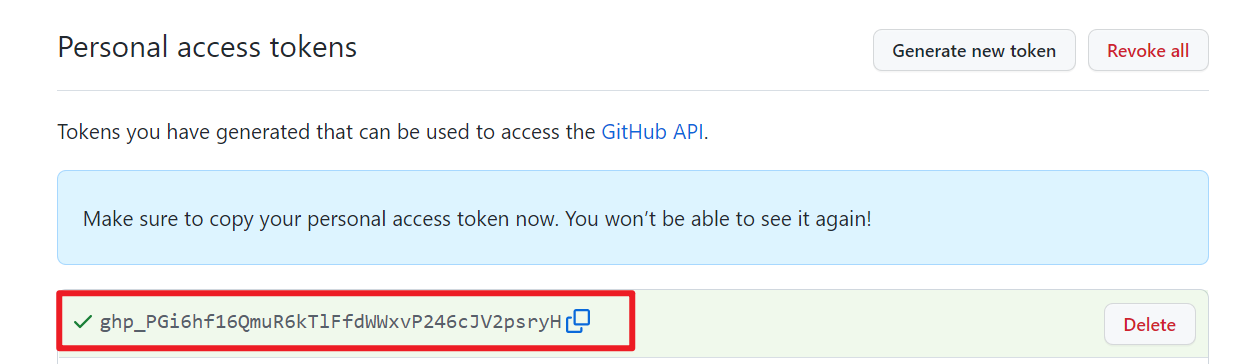 Personal access tokens
Generate new token
Revoke all
Tokens you have generated that can be used to access the GitHub API.
Make sure to copy your personal access token now. You won’t be able to see it again!
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
Delete